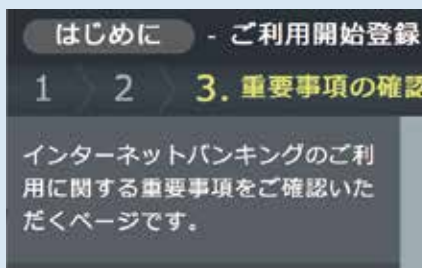 はじめに - ご利用開始登録
1 2 3. 重要事項の確認
インターネットバンキングのご利
用に関する重要事項をご確認いた
だくページです。